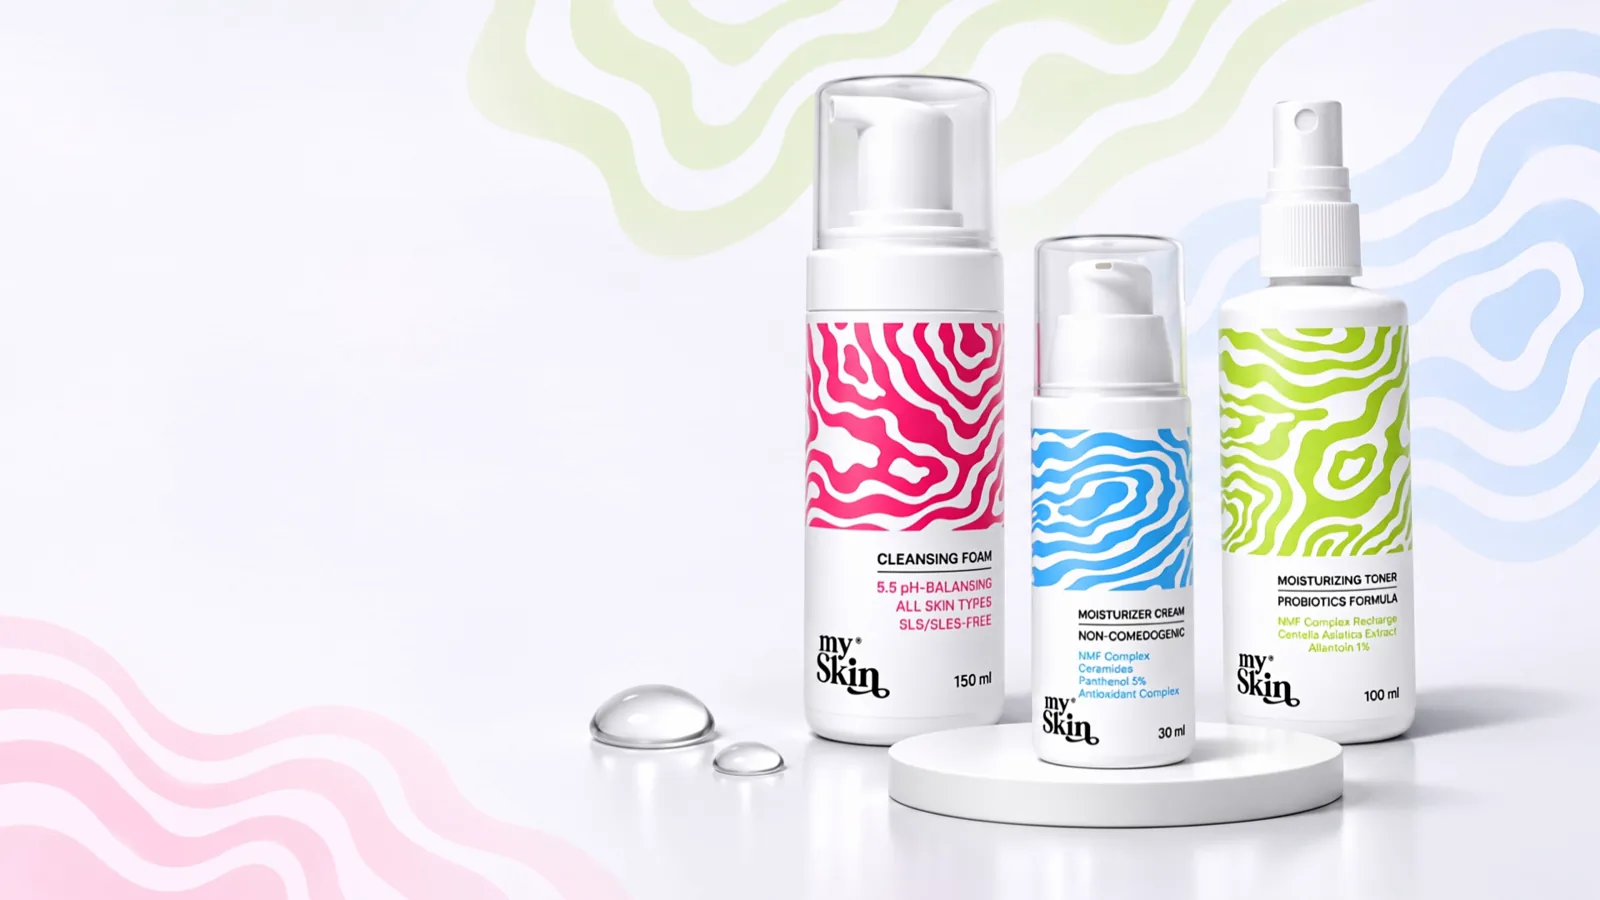 CLEANSING FOAM
5.5 pH-BALANSING
ALL SKIN TYPES
SLS/SLES-FREE
my®
Skin
150 ml
MOISTURIZER CREAM
NON-COMEDOGENIC
NMF Complex
Ceramides
Panthenol 5%
Antioxidant Complex
my®
Skin
30 ml
MOISTURIZING TONER
PROBIOTICS FORMULA
NMF Complex Recharge
Centella Asiatica Extract
Allantoin 1%
my®
Skin
100 ml